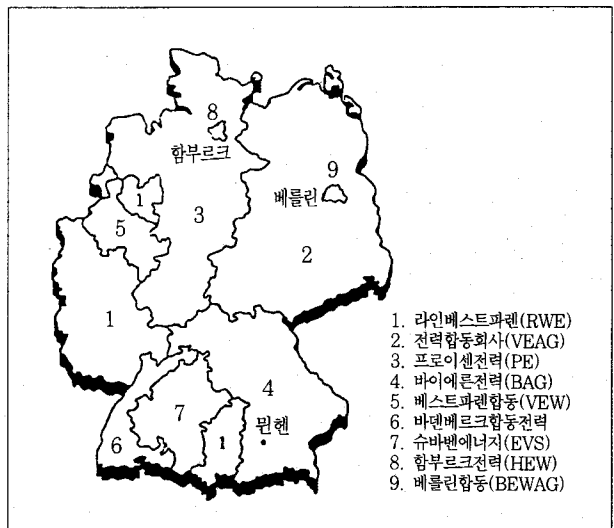 8
함부르크
9
베를린
1
5
3
2
1
4
뮌헨
7
1
6
1. 라인베스트파렌(RWE)
2. 전력합동회사(VEAG)
3. 프로이센전력(PE)
4. 바이에른전력(BAG)
5. 베스트파렌합동(VEW)
6. 바덴베르크합동전력
7. 슈바벤에너지(EVS)
8. 함부르크전력(HEW)
9. 베를린합동(BEWAG)